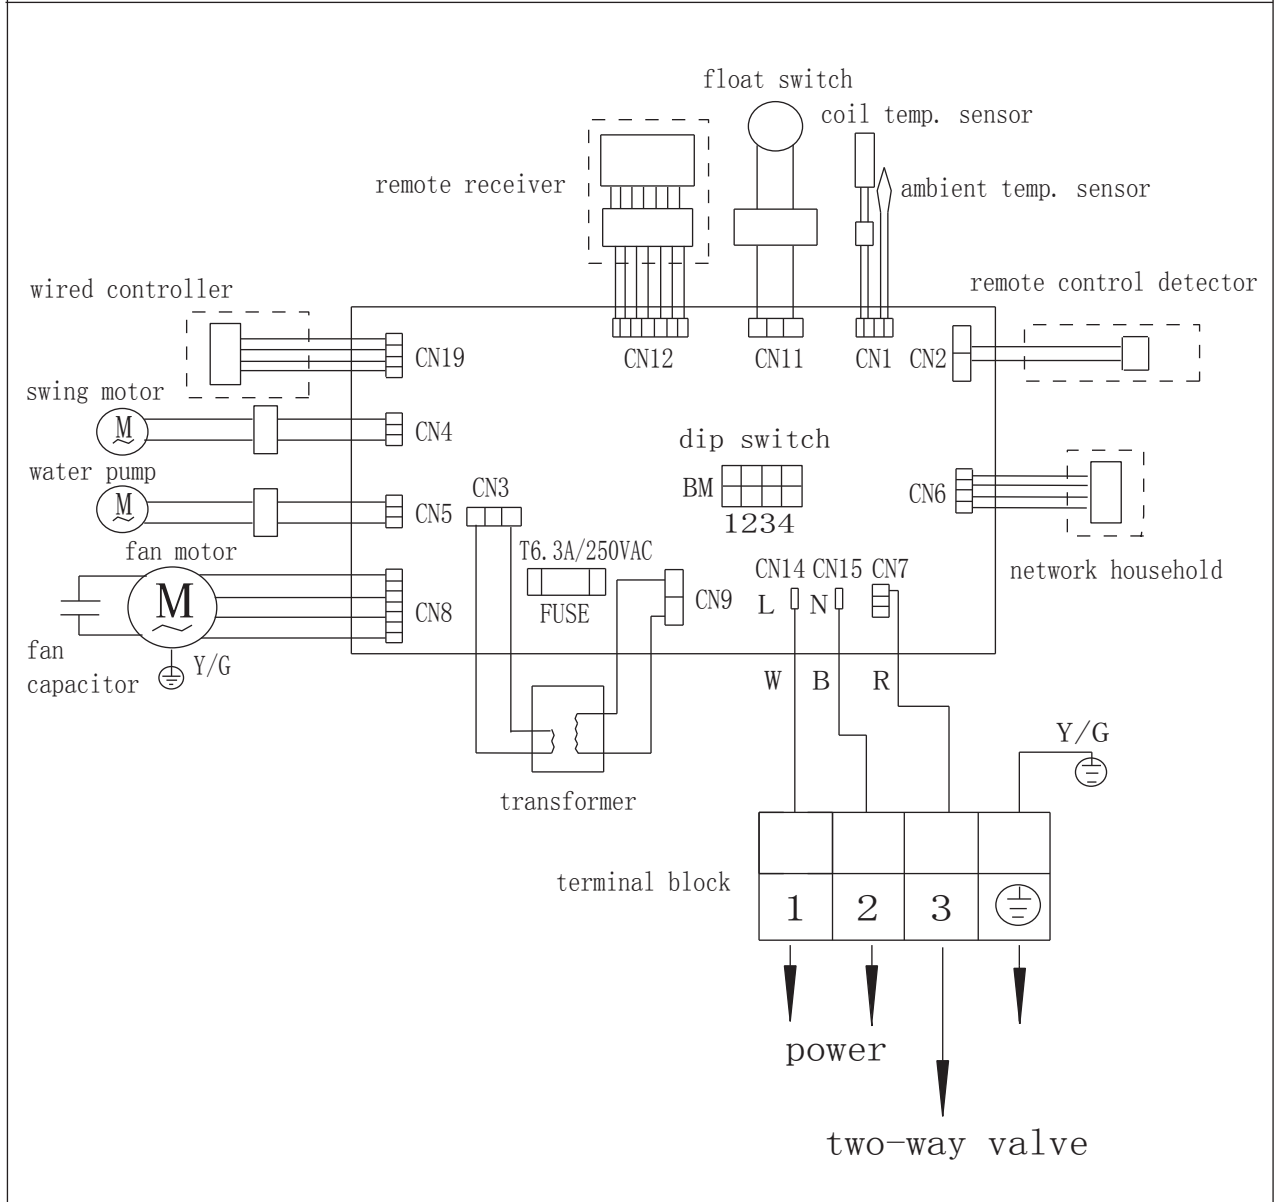 float switch
coil temp. sensor
remote receiver
ambient temp. sensor
wired controller
remote control detector
CN19
CN12
CN11
CN1
CN2
swing motor
M
CN4
dip switch
water pump
M
CN5
CN3
BM
1234
CN6
fan motor
T6.3A/250VAC
FUSE
M
CN8
CN9
CN14 CN15 CN7
L
N
network household
fan
capacitor
Y/G
W
B
R
Y/G
transformer
terminal block
1
2
3
power
two-way valve